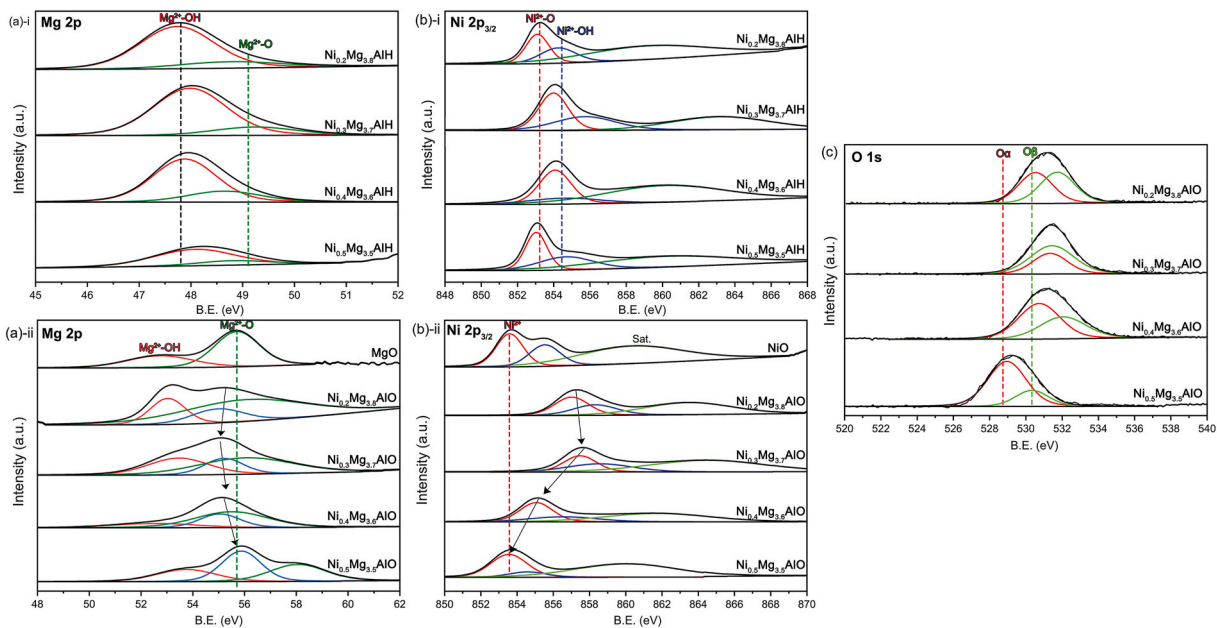 (a)-i
Mg 2p
Mg²⁺-OH
Mg²⁺-O
Ni₀.₂Mg₃.₈AlH
Ni₀.₃Mg₃.₇AlH
Ni₀.₄Mg₃.₆AlH
Ni₀.₅Mg₃.₅AlH
Intensity (a.u.)
45 46 47 48 49 50 51 52
B.E. (eV)
(b)-i
Ni 2p₃/₂
Ni²⁺-O
Ni²⁺-OH
Ni₀.₂Mg₃.₈AlH
Ni₀.₃Mg₃.₇AlH
Ni₀.₄Mg₃.₆AlH
Ni₀.₅Mg₃.₅AlH
Intensity (a.u.)
848 850 852 854 856 858 860 862 864 866 868
B.E. (eV)
(a)-ii
Mg 2p
Mg²⁺-OH
Mg²⁺-O
MgO
Ni₀.₂Mg₃.₈AlO
Ni₀.₃Mg₃.₇AlO
Ni₀.₄Mg₃.₆AlO
Ni₀.₅Mg₃.₅AlO
Intensity (a.u.)
48 50 52 54 56 58 60 62
B.E. (eV)
(b)-ii
Ni 2p₃/₂
Ni²⁺
Sat.
NiO
Ni₀.₂Mg₃.₈AlO
Ni₀.₃Mg₃.₇AlO
Ni₀.₄Mg₃.₆AlO
Ni₀.₅Mg₃.₅AlO
Intensity (a.u.)
850 852 854 856 858 860 862 864 866 868 870
B.E. (eV)
(c)
O 1s
Oα
Oβ
Ni₀.₂Mg₃.₈AlO
Ni₀.₃Mg₃.₇AlO
Ni₀.₄Mg₃.₆AlO
Ni₀.₅Mg₃.₅AlO
Intensity (a.u.)
520 522 524 526 528 530 532 534 536 538 540
B.E. (eV)